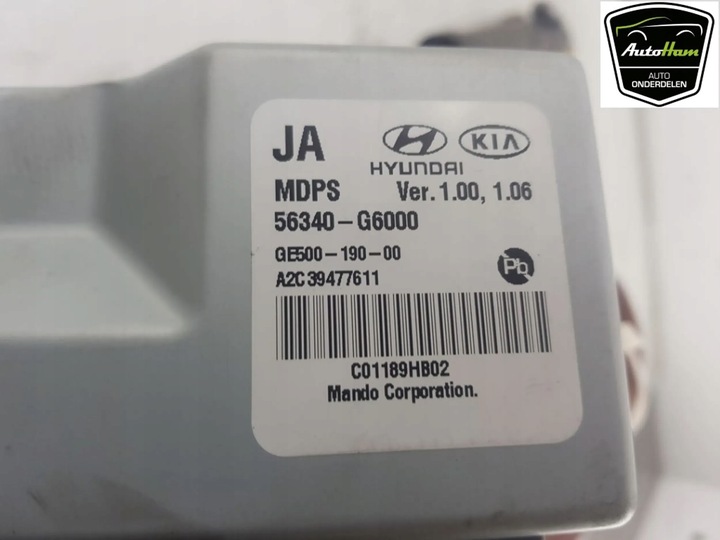 AutoHam
AUTO
ONDERDELEN
JA
HYUNDAI
KIA
MDPS Ver. 1.00, 1.06
56340-G6000
GE500-190-00
A2C39477611
Pb
C01189HB02
Mando Corporation.